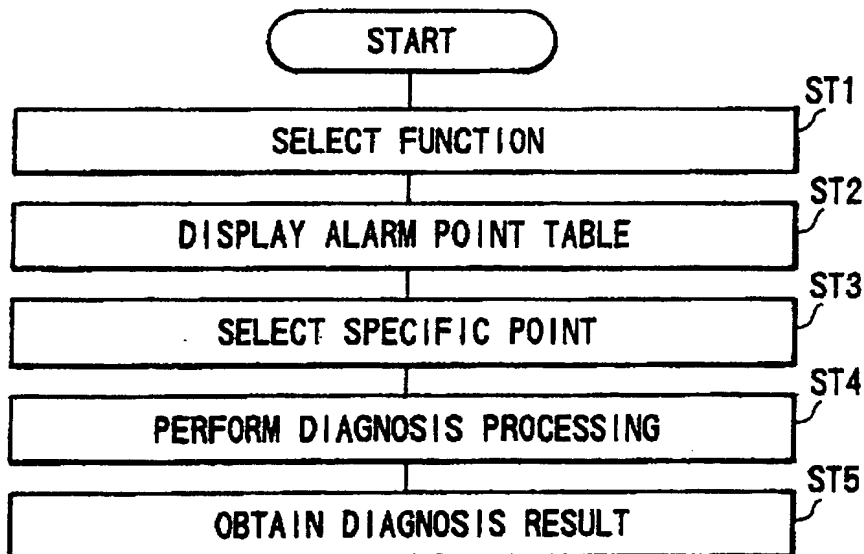 START
ST1
SELECT FUNCTION
ST2
DISPLAY ALARM POINT TABLE
ST3
SELECT SPECIFIC POINT
ST4
PERFORM DIAGNOSIS PROCESSING
ST5
OBTAIN DIAGNOSIS RESULT